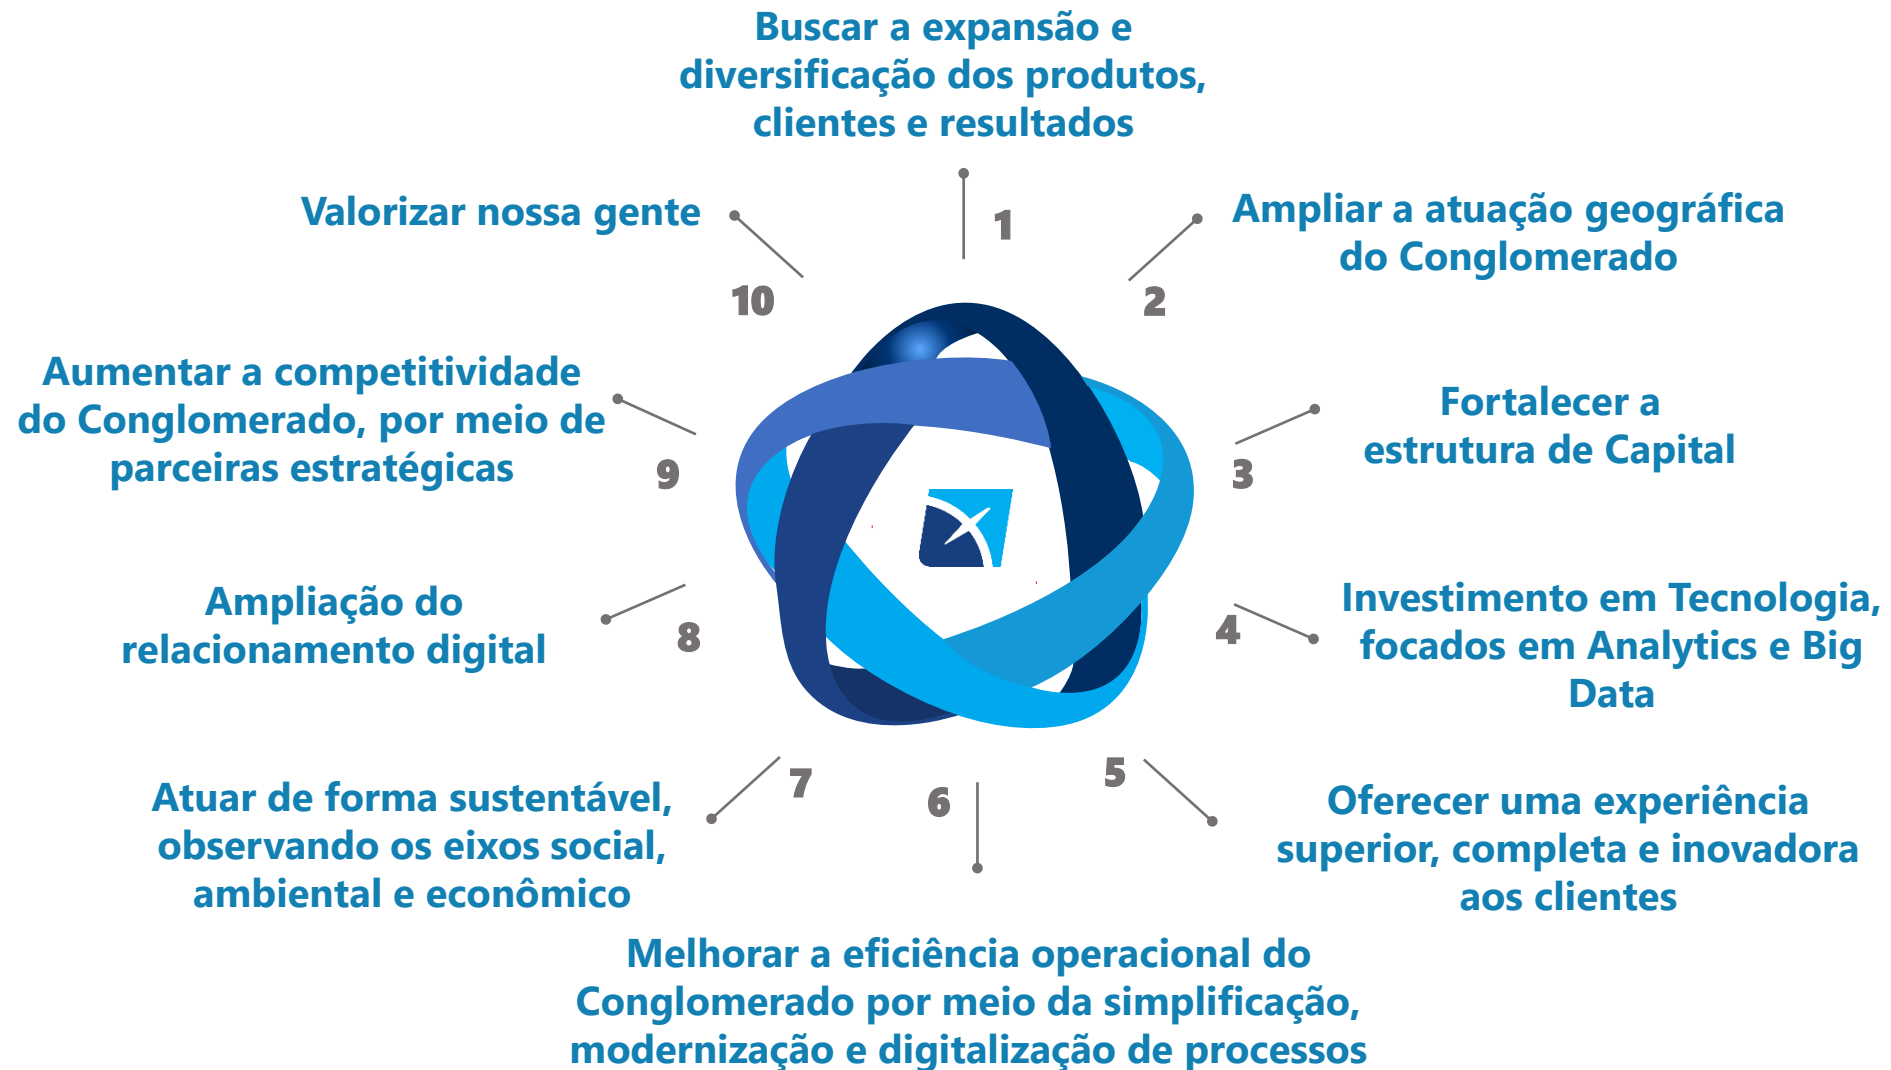 Buscar a expansão e
diversificação dos produtos,
clientes e resultados
1
Ampliar a atuação geográfica
do Conglomerado
2
Fortalecer a
estrutura de Capital
3
Investimento em Tecnologia,
focados em Analytics e Big
Data
4
Oferecer uma experiência
superior, completa e inovadora
aos clientes
5
Melhorar a eficiência operacional do
Conglomerado por meio da simplificação,
modernização e digitalização de processos
6
Atuar de forma sustentável,
observando os eixos social,
ambiental e econômico
7
Ampliação do
relacionamento digital
8
Aumentar a competitividade
do Conglomerado, por meio de
parceiras estratégicas
9
Valorizar nossa gente
10